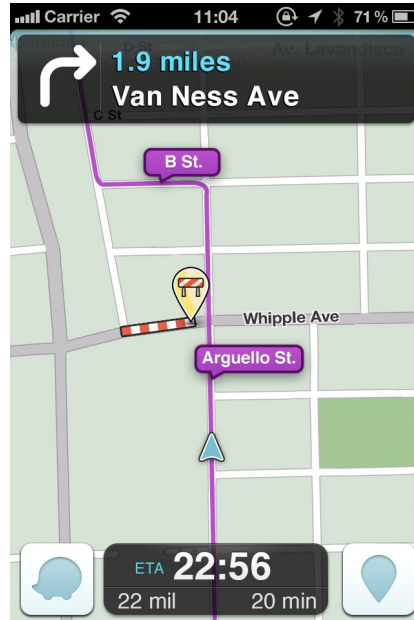 Carrier 11:04 71%
1.9 miles
Van Ness Ave
D St.
Av. Lavandisca
C St
B St.
Whipple Ave
Arguello St.
ETA 22:56
22 mil 20 min